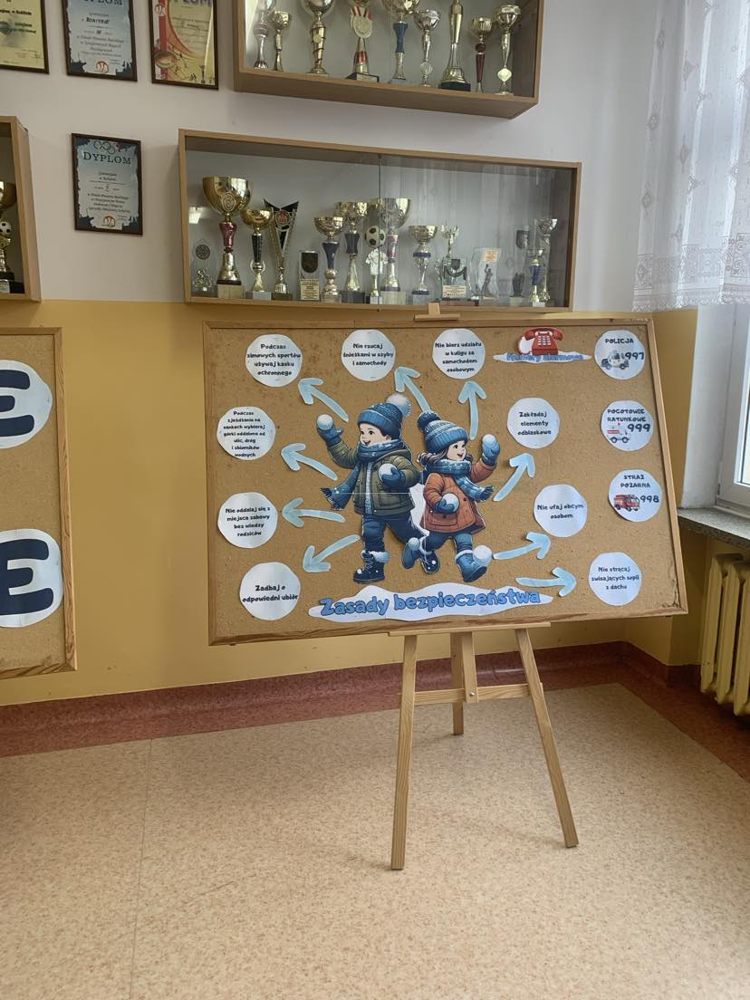 DYPLOM
DYPLOM
Gimnazjum
w Rokitnie
Podczas
zimowych sportów
używaj kasku
ochronnego
Nie rzucaj
śnieżkami w szyby
i samochody
Nie bierz udziału
w kuligu za
samochodem
osobowym
Numery alarmowe
POLICJA
997
Podczas
zjeżdżania na
sankach wybieraj
górki oddalone od
ulic, dróg
i zbiorników
wodnych
Zakładaj
elementy
odblaskowe
POGOTOWIE
RATUNKOWE
999
STRAŻ
POŻARNA
998
Nie oddalaj się z
miejsca zabawy
bez wiedzy
rodziców
Nie ufaj obcym
osobom
Zadbaj o
odpowiedni ubiór
Nie strącaj
zwisających sopli
z dachu
Zasady bezpieczeństwa
E
E